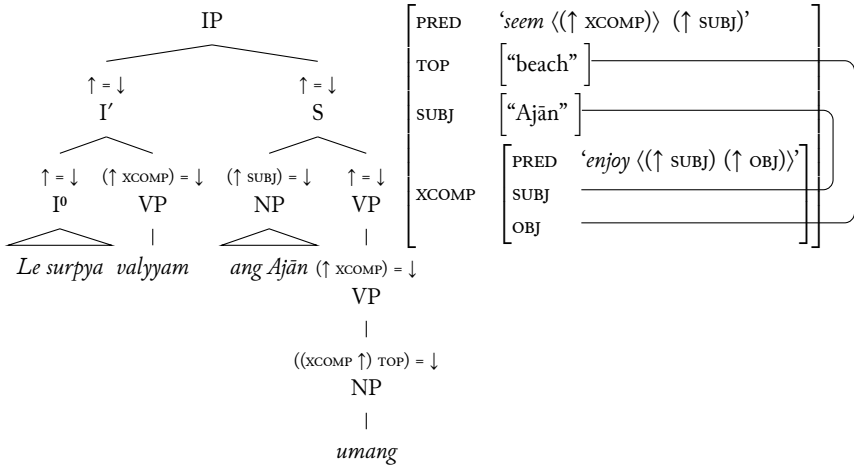 IP
↑ = ↓ ↑ = ↓
I′ S
↑ = ↓ (↑ XCOMP) = ↓ (↑ SUBJ) = ↓ ↑ = ↓
I⁰ VP NP VP
Le surpya valyyam ang Ajān (↑ XCOMP) = ↓
VP
((XCOMP ↑) TOP) = ↓
NP
umang
PRED ‘seem ⟨(↑ XCOMP)⟩ (↑ SUBJ)’
TOP [“beach”]
SUBJ [“Ajān”]
XCOMP
PRED ‘enjoy ⟨(↑ SUBJ) (↑ OBJ)⟩’
SUBJ
OBJ